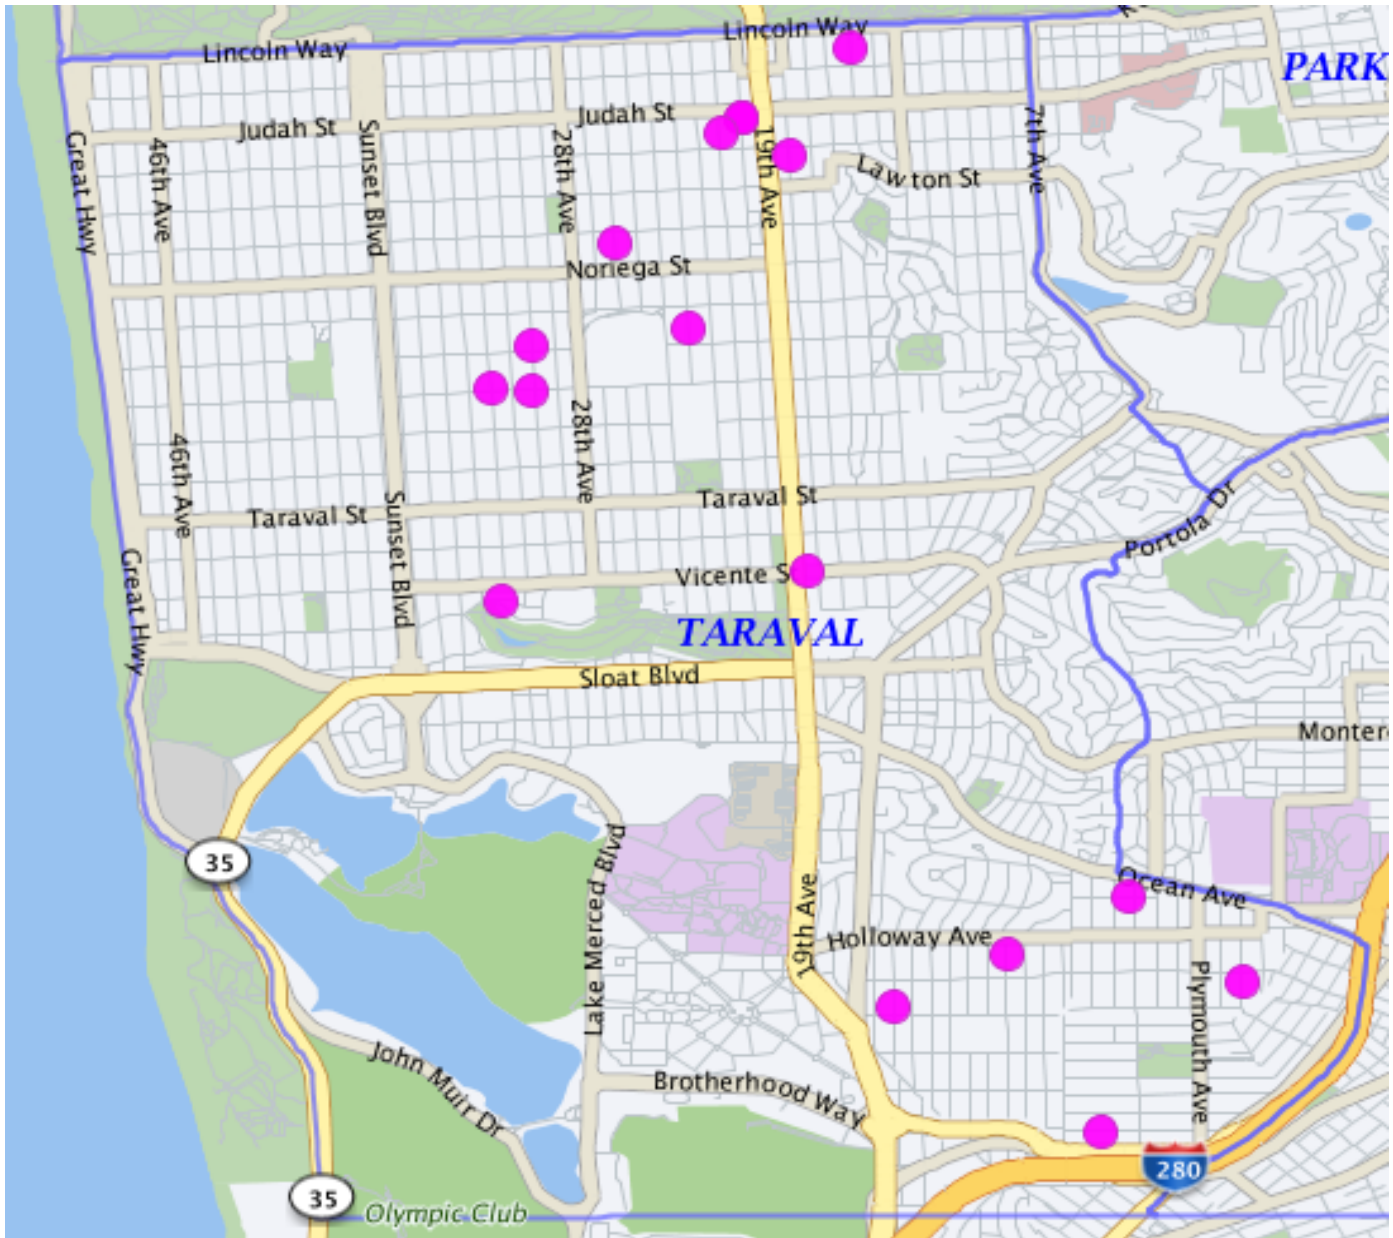 Lincoln Way
Lincoln Way
PARK
Judah St
Judah St
Great Hwy
46th Ave
Sunset Blvd
28th Ave
19th Ave
7th Ave
Lawton St
Noriega St
28th Ave
46th Ave
Taraval St
Taraval St
Sunset Blvd
Portola Dr
Great Hwy
Vicente S
TARAVAL
Sloat Blvd
Monter
35
Lake Merced Blvd
19th Ave
Ocean Ave
Holloway Ave
Plymouth Ave
John Muir Dr
Brotherhood Way
280
35
Olympic Club